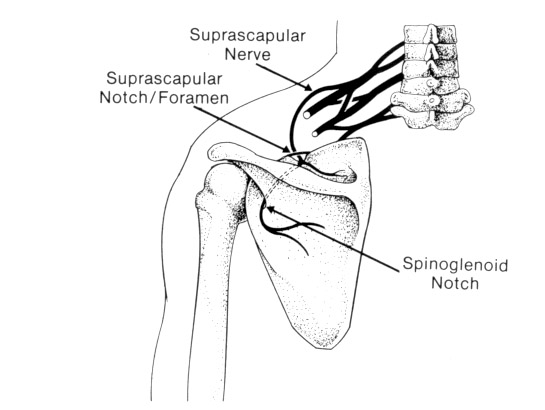 Suprascapular
Nerve
Suprascapular
Notch/Foramen
Spinoglenoid
Notch